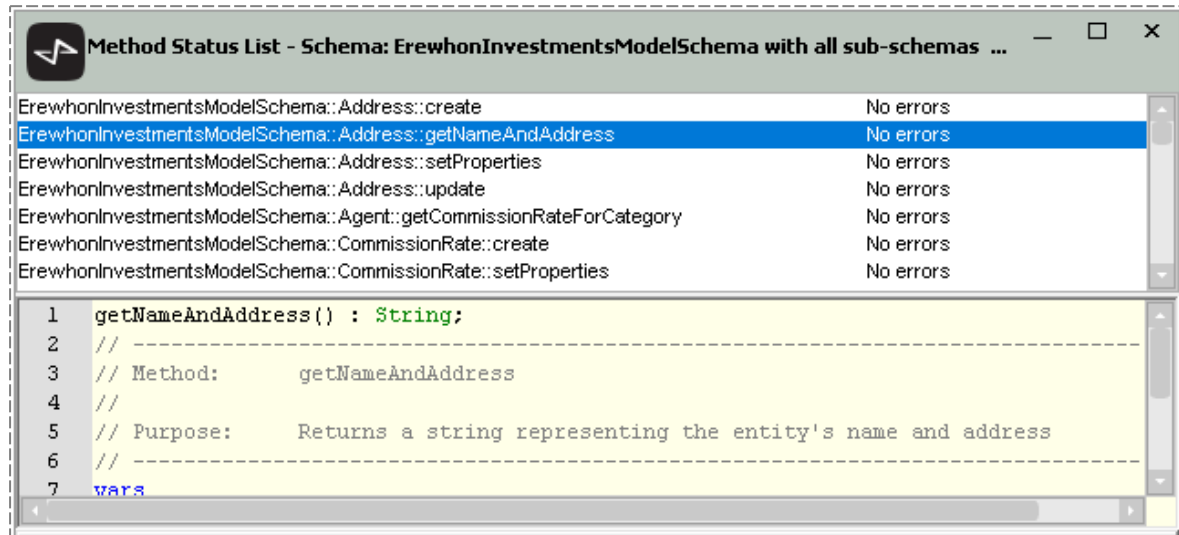 Method Status List - Schema: ErewhonInvestmentsModelSchema with all sub-schemas ...
ErewhonInvestmentsModelSchema::Address::create No errors
ErewhonInvestmentsModelSchema::Address::getNameAndAddress No errors
ErewhonInvestmentsModelSchema::Address::setProperties No errors
ErewhonInvestmentsModelSchema::Address::update No errors
ErewhonInvestmentsModelSchema::Agent::getCommissionRateForCategory No errors
ErewhonInvestmentsModelSchema::CommissionRate::create No errors
ErewhonInvestmentsModelSchema::CommissionRate::setProperties No errors
1 getNameAndAddress() : String;
2 // --------------------------------------------------------------------------------
3 // Method: getNameAndAddress
4 //
5 // Purpose: Returns a string representing the entity's name and address
6 // --------------------------------------------------------------------------------
7 vars